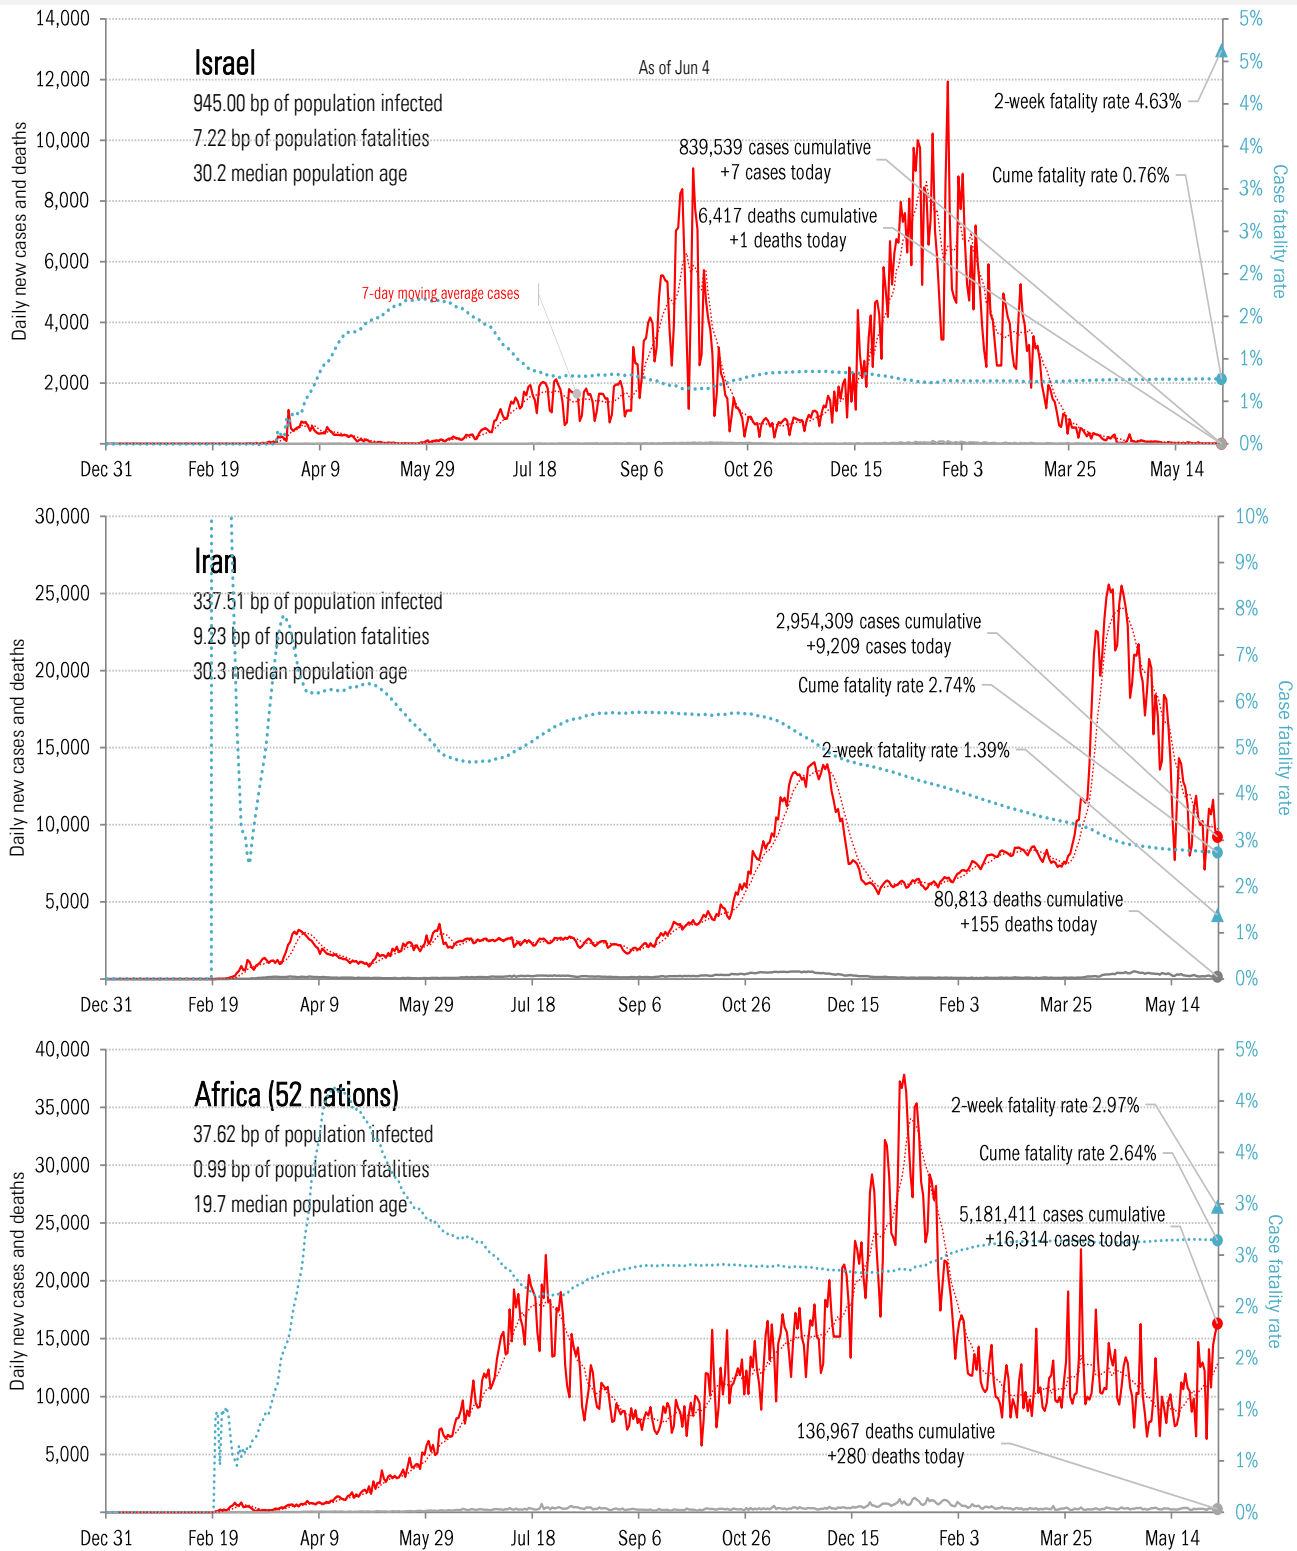 14,000
12,000
10,000
8,000
6,000
4,000
2,000
Daily new cases and deaths
Israel
945.00 bp of population infected
7.22 bp of population fatalities
30.2 median population age
As of Jun 4
839,539 cases cumulative
+7 cases today
6,417 deaths cumulative
+1 deaths today
7-day moving average cases
2-week fatality rate 4.63%
Cume fatality rate 0.76%
5%
5%
4%
4%
3%
3%
2%
2%
1%
1%
0%
Case fatality rate
Dec 31 Feb 19 Apr 9 May 29 Jul 18 Sep 6 Oct 26 Dec 15 Feb 3 Mar 25 May 14
30,000
25,000
20,000
15,000
10,000
5,000
Daily new cases and deaths
Iran
337.51 bp of population infected
9.23 bp of population fatalities
30.3 median population age
2,954,309 cases cumulative
+9,209 cases today
Cume fatality rate 2.74%
2-week fatality rate 1.39%
80,813 deaths cumulative
+155 deaths today
10%
9%
8%
7%
6%
5%
4%
3%
2%
1%
0%
Case fatality rate
Dec 31 Feb 19 Apr 9 May 29 Jul 18 Sep 6 Oct 26 Dec 15 Feb 3 Mar 25 May 14
40,000
35,000
30,000
25,000
20,000
15,000
10,000
5,000
Daily new cases and deaths
Africa (52 nations)
37.62 bp of population infected
0.99 bp of population fatalities
19.7 median population age
2-week fatality rate 2.97%
Cume fatality rate 2.64%
5,181,411 cases cumulative
+16,314 cases today
136,967 deaths cumulative
+280 deaths today
5%
4%
4%
3%
3%
2%
2%
1%
1%
0%
Case fatality rate
Dec 31 Feb 19 Apr 9 May 29 Jul 18 Sep 6 Oct 26 Dec 15 Feb 3 Mar 25 May 14